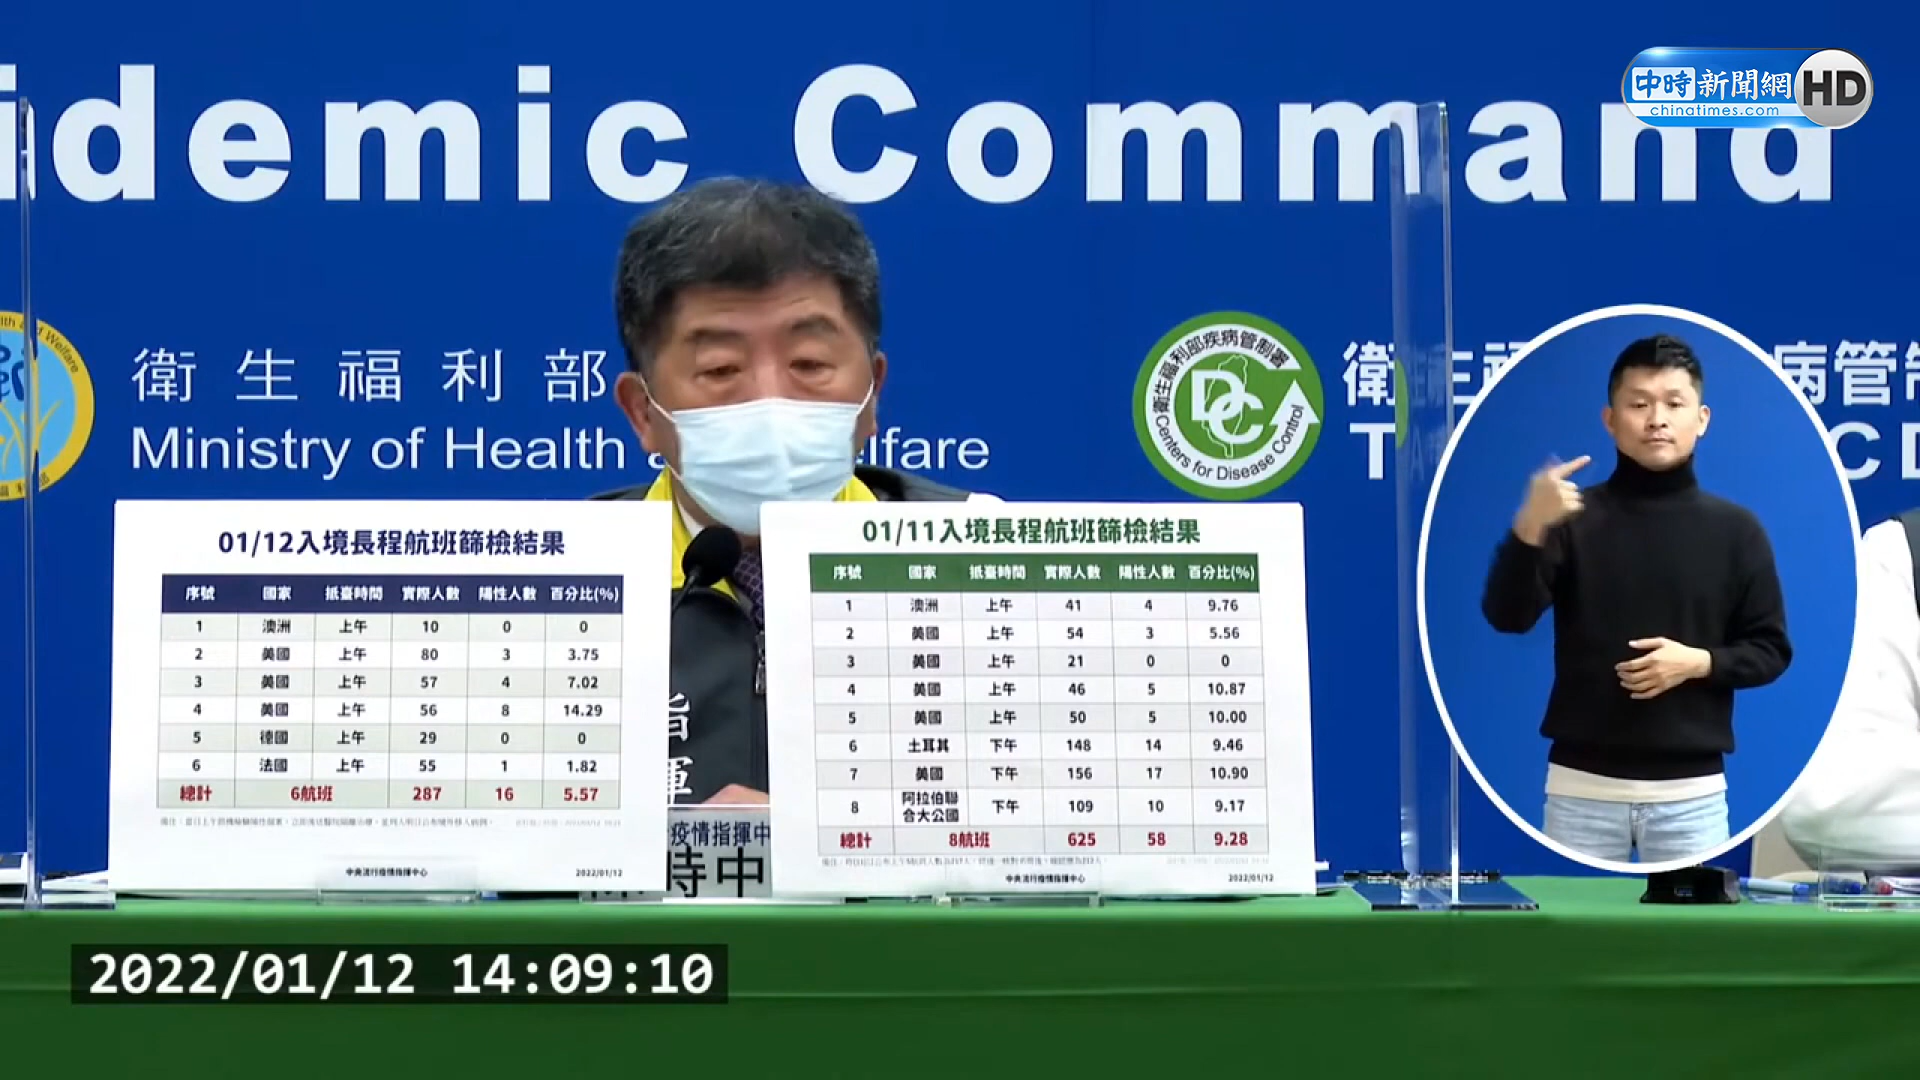 idemic Command
中時新聞網 HD
chinatimes.com
衛生福利部
Ministry of Health
lfare
衛生福利部疾病管制署
Centers for Disease Control
CDC
衛生
病管制
T
CD
01/12入境長程航班篩檢結果
序號 國家 抵臺時間 實際人數 陽性人數 百分比(%)
1 澳洲 上午 10 0 0
2 美國 上午 80 3 3.75
3 美國 上午 57 4 7.02
4 美國 上午 56 8 14.29
5 德國 上午 29 0 0
6 法國 上午 55 1 1.82
總計 6航班 287 16 5.57
中央流行疫情指揮中心
2022/01/12
01/11入境長程航班篩檢結果
序號 國家 抵臺時間 實際人數 陽性人數 百分比(%)
1 澳洲 上午 41 4 9.76
2 美國 上午 54 3 5.56
3 美國 上午 21 0 0
4 美國 上午 46 5 10.87
5 美國 上午 50 5 10.00
6 土耳其 下午 148 14 9.46
7 美國 下午 156 17 10.90
8 阿拉伯聯合大公國 下午 109 10 9.17
總計 8航班 625 58 9.28
中央流行疫情指揮中心
2022/01/12
指軍
疫情指揮中
時中
2022/01/12 14:09:10